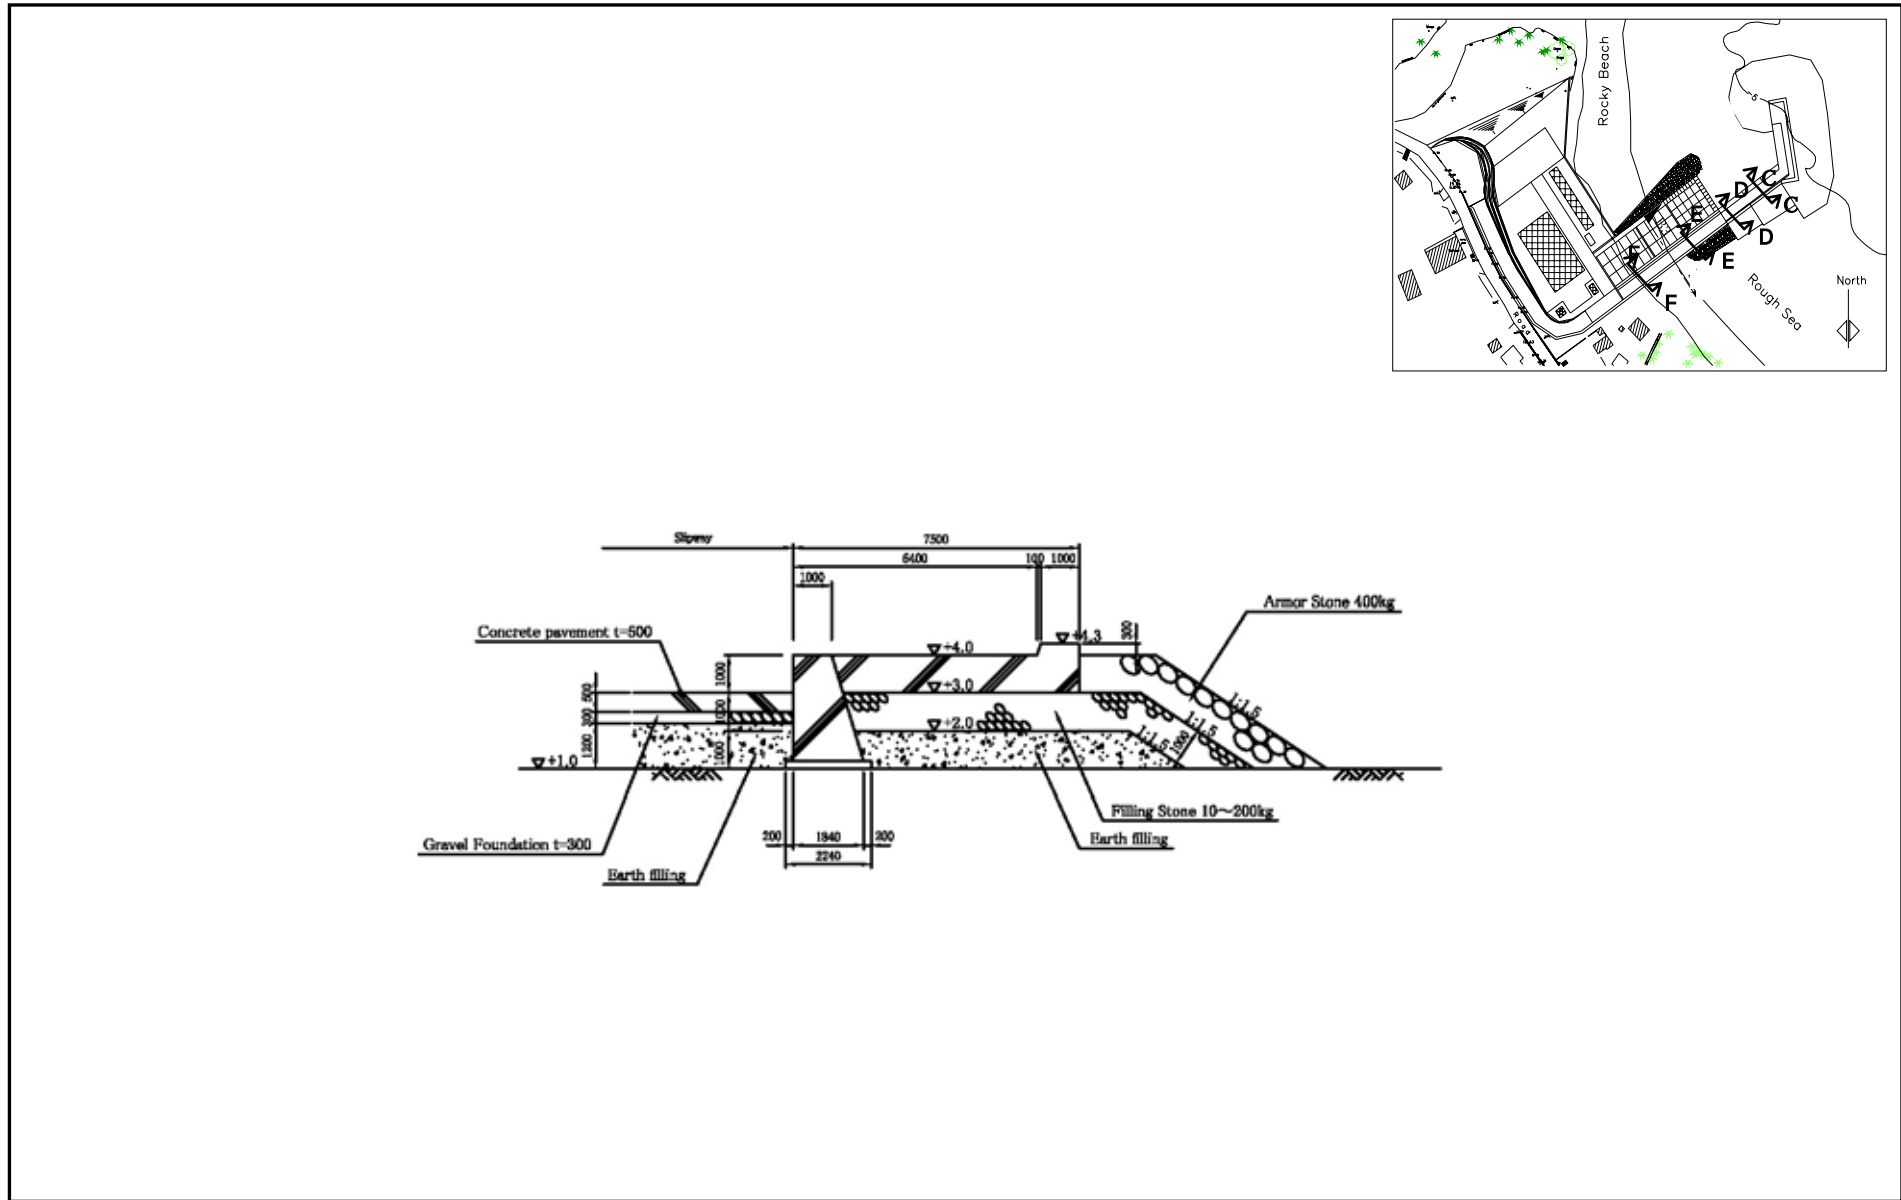 Rocky Beach
-5
C
C
D
D
E
E
F
F
Rough Sea
North
Road
Slipway
7500
6400
100
1000
1000
Armor Stone 400kg
Concrete pavement t=500
+4.0
+4.3
300
+3.0
+2.0
+1.0
500
300
1200
1000
1000
1000
1:1.5
1:1.5
1:1.5
1000
Filling Stone 10~200kg
Earth filling
Gravel Foundation t=300
Earth filling
200
1840
200
2240